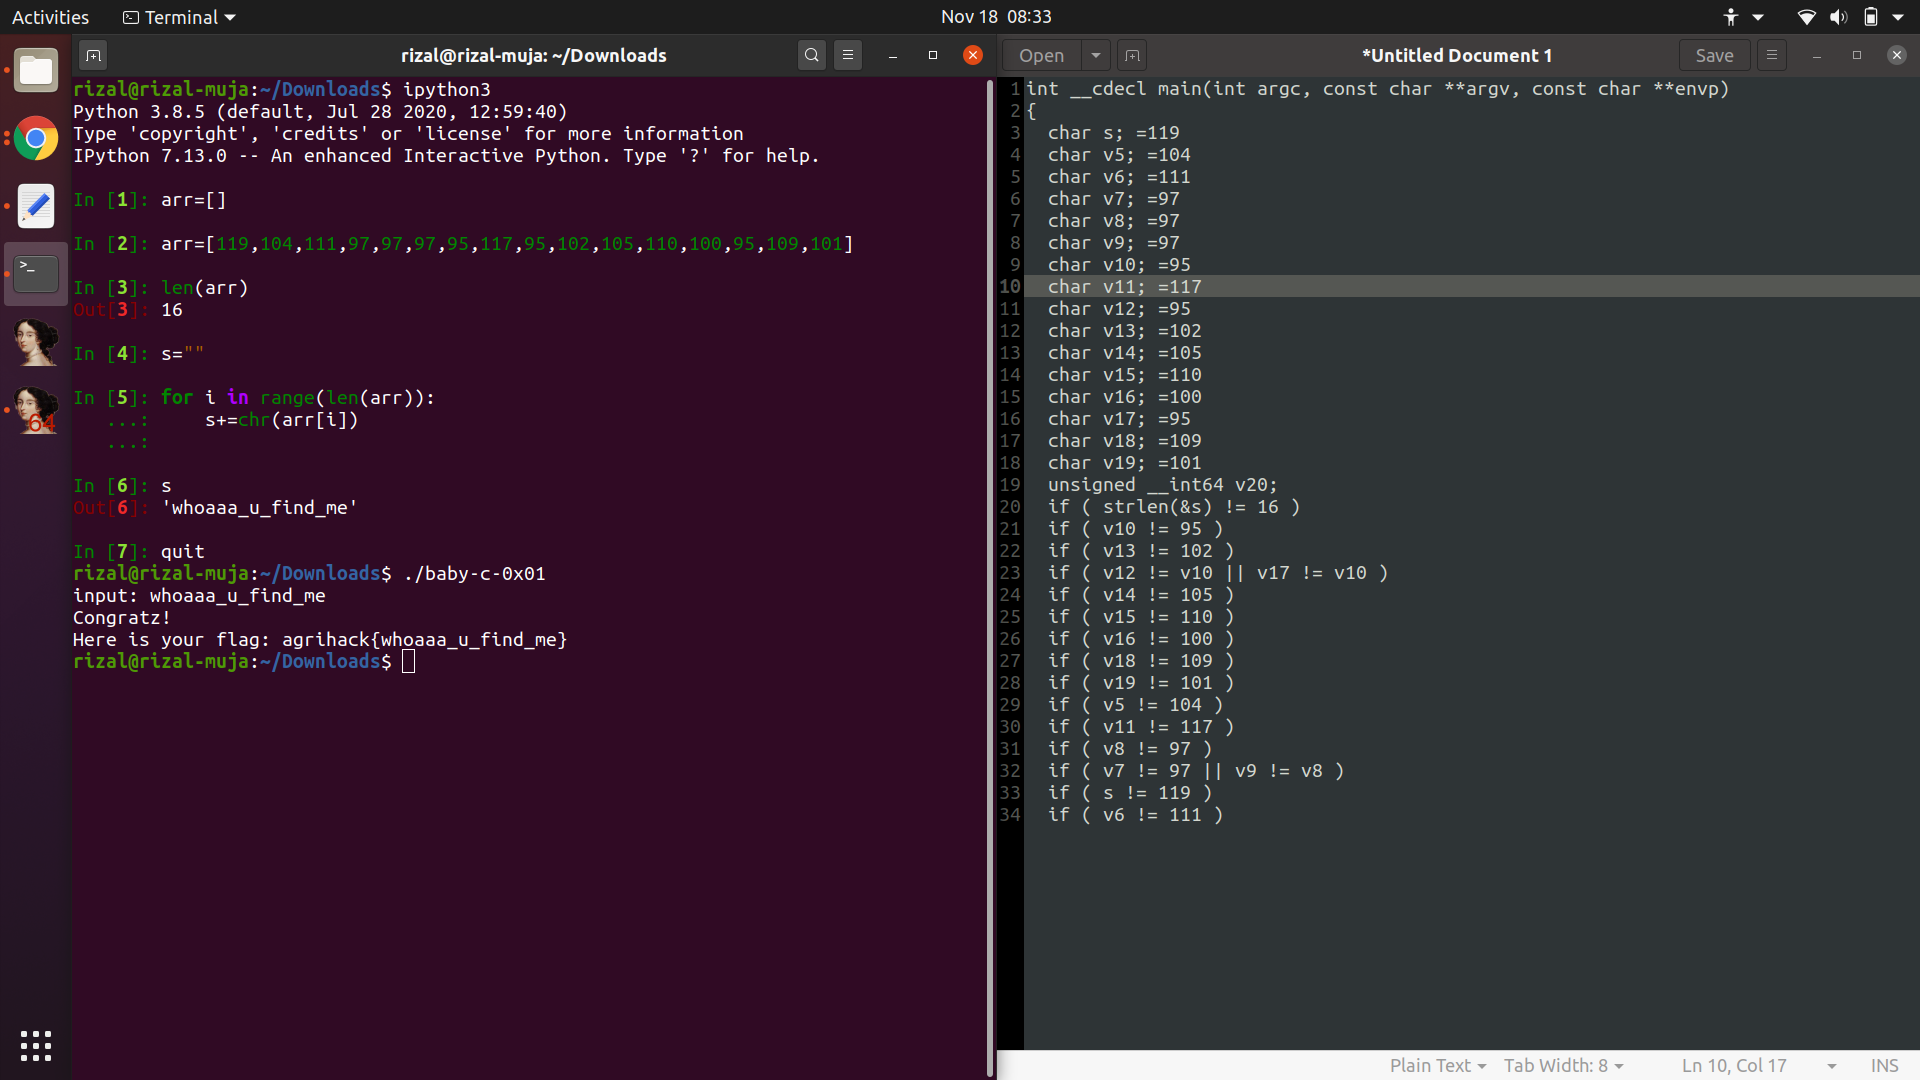 Activities
Terminal
Nov 18 08:33
rizal@rizal-muja: ~/Downloads
rizal@rizal-muja:~/Downloads$ ipython3
Python 3.8.5 (default, Jul 28 2020, 12:59:40)
Type 'copyright', 'credits' or 'license' for more information
IPython 7.13.0 -- An enhanced Interactive Python. Type '?' for help.
In [1]: arr=[]
In [2]: arr=[119,104,111,97,97,97,95,117,95,102,105,110,100,95,109,101]
In [3]: len(arr)
Out[3]: 16
In [4]: s=""
In [5]: for i in range(len(arr)):
...:     s+=chr(arr[i])
...:
In [6]: s
Out[6]: 'whoaaa_u_find_me'
In [7]: quit
rizal@rizal-muja:~/Downloads$ ./baby-c-0x01
input: whoaaa_u_find_me
Congratz!
Here is your flag: agrihack{whoaaa_u_find_me}
rizal@rizal-muja:~/Downloads$
64
Open
*Untitled Document 1
Save
1 int __cdecl main(int argc, const char **argv, const char **envp)
2 {
3   char s; =119
4   char v5; =104
5   char v6; =111
6   char v7; =97
7   char v8; =97
8   char v9; =97
9   char v10; =95
10   char v11; =117
11   char v12; =95
12   char v13; =102
13   char v14; =105
14   char v15; =110
15   char v16; =100
16   char v17; =95
17   char v18; =109
18   char v19; =101
19   unsigned __int64 v20;
20   if ( strlen(&s) != 16 )
21   if ( v10 != 95 )
22   if ( v13 != 102 )
23   if ( v12 != v10 || v17 != v10 )
24   if ( v14 != 105 )
25   if ( v15 != 110 )
26   if ( v16 != 100 )
27   if ( v18 != 109 )
28   if ( v19 != 101 )
29   if ( v5 != 104 )
30   if ( v11 != 117 )
31   if ( v8 != 97 )
32   if ( v7 != 97 || v9 != v8 )
33   if ( s != 119 )
34   if ( v6 != 111 )
Plain Text
Tab Width: 8
Ln 10, Col 17
INS